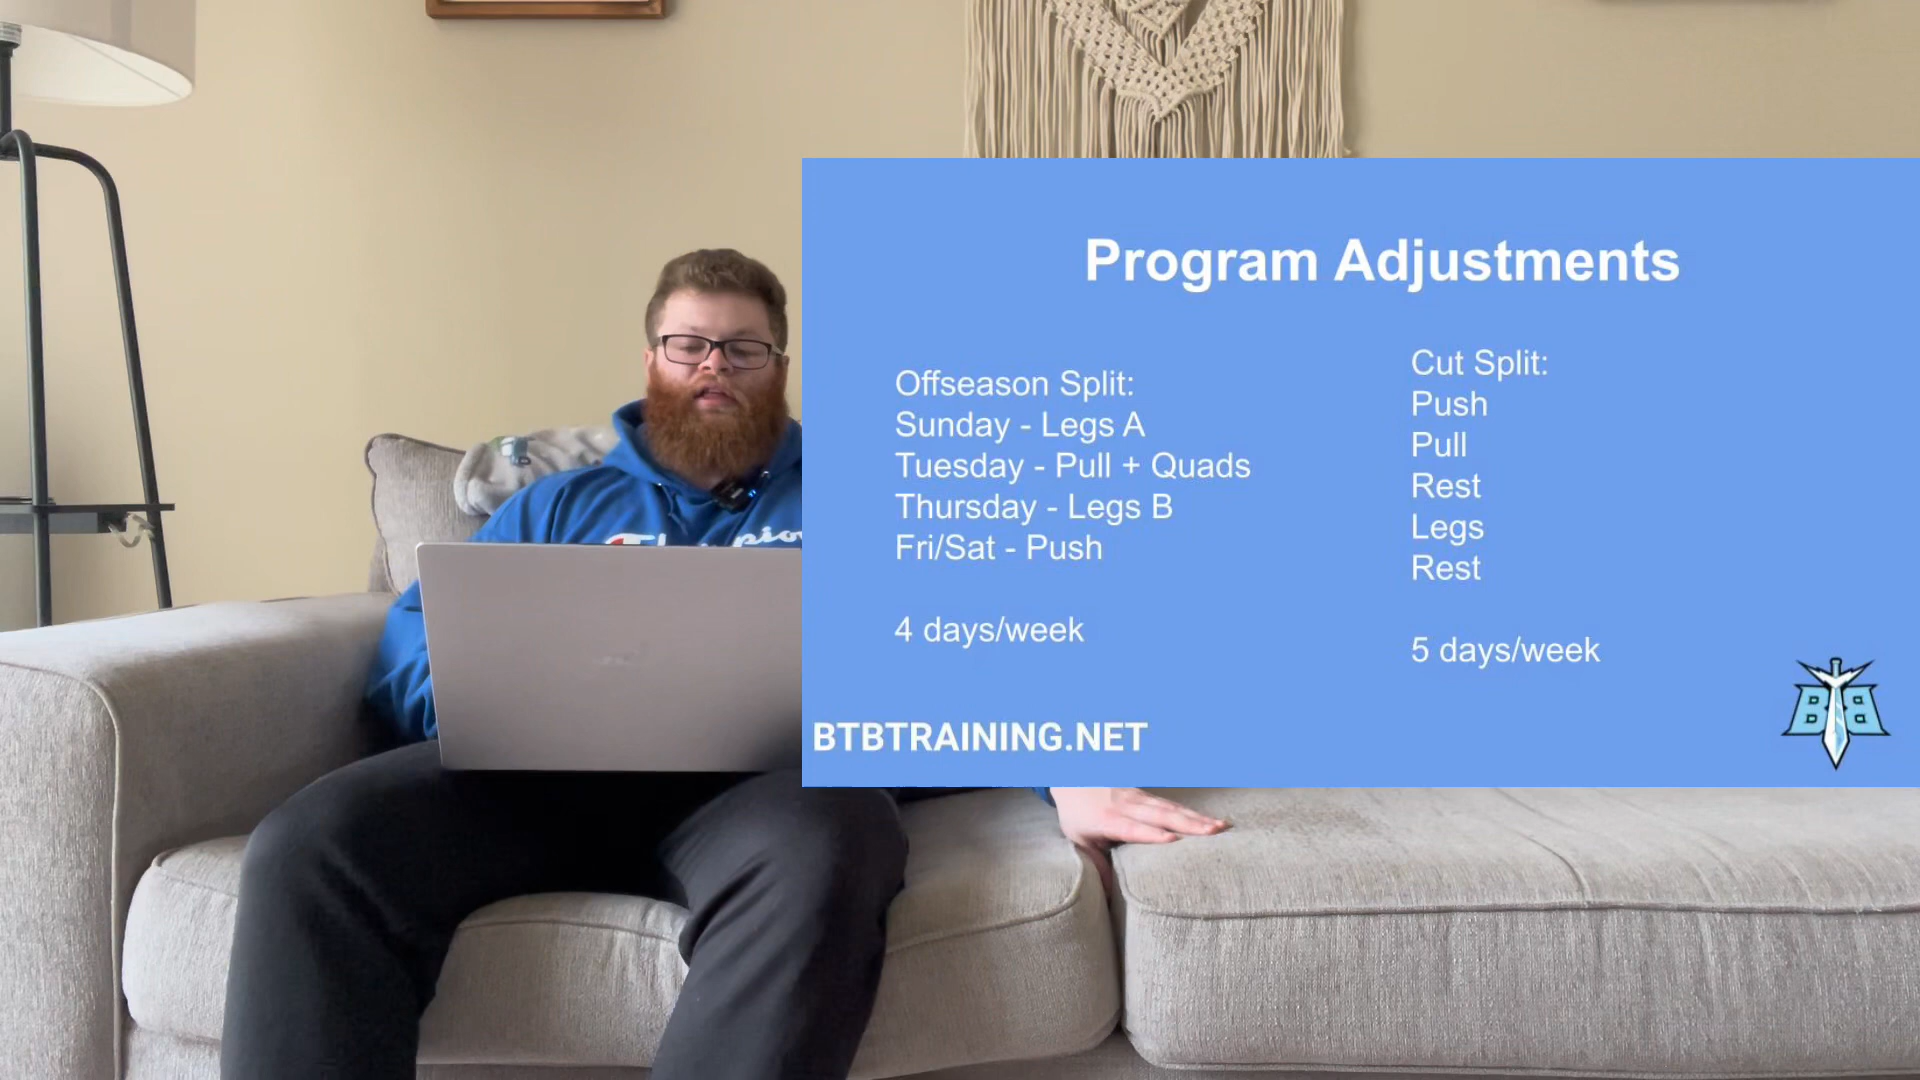 Program Adjustments
Offseason Split:
Sunday - Legs A
Tuesday - Pull + Quads
Thursday - Legs B
Fri/Sat - Push
4 days/week
Cut Split:
Push
Pull
Rest
Legs
Rest
5 days/week
BTBTRAINING.NET
BTB